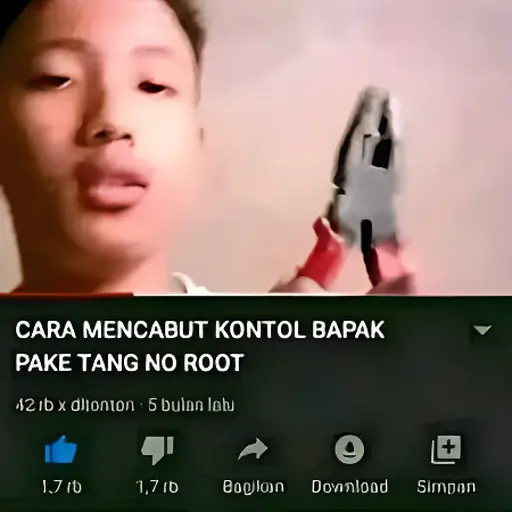 CARA MENCABUT KONTOL BAPAK
PAKE TANG NO ROOT
42 rb x ditonton · 5 bulan lalu
1,7 rb 1,7 rb Bagikan Download Simpan